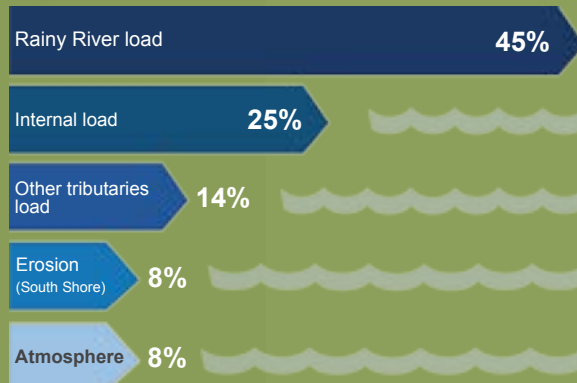 Rainy River load
45%
Internal load
25%
Other tributaries
load
14%
Erosion
(South Shore)
8%
Atmosphere
8%